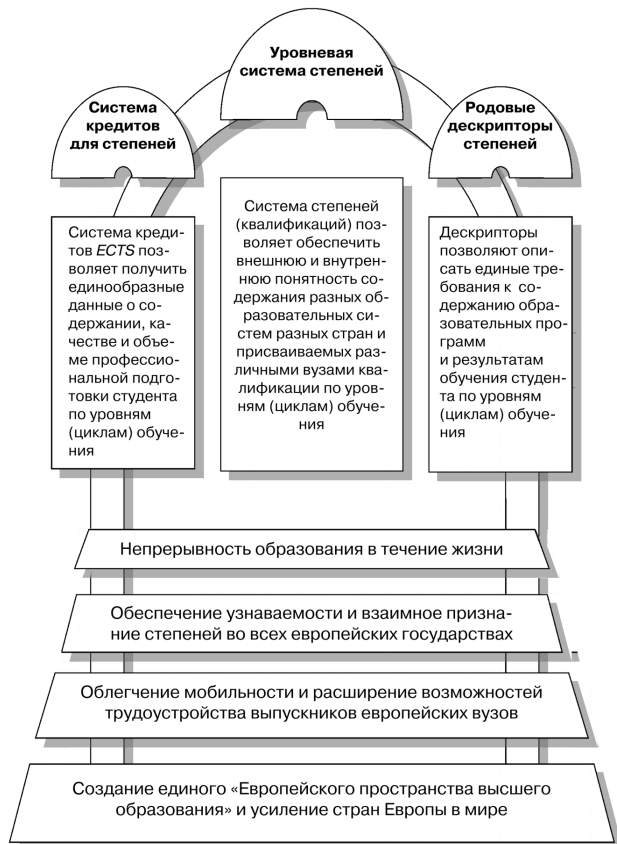 Уровневая
система степеней
Система
кредитов
для степеней
Родовые
дескрипторы
степеней
Система креди-
тов ECTS поз-
воляет получить
единообразные
данные о со-
держании, ка-
честве и объе-
ме профессио-
нальной подго-
товки студента
по уровням
(циклам) обуче-
ния
Система степеней
(квалификаций) поз-
воляет обеспечить
внешнюю и внутрен-
нюю понятность со-
держания разных об-
разовательных сис-
тем разных стран и
присваиваемых раз-
личными вузами ква-
лификации по уров-
ням (циклам) обуче-
ния
Дескрипторы
позволяют опи-
сать единые тре-
бования к содержанию обра-
зовательных про-
грамм
и результатам
обучения студен-
та по уровням
(циклам) обуче-
ния
Непрерывность образования в течение жизни
Обеспечение узнаваемости и взаимное призна-
ние степеней во всех европейских государствах
Облегчение мобильности и расширение возможностей
трудоустройства выпускников европейских вузов
Создание единого «Европейского пространства высшего
образования» и усиление стран Европы в мире